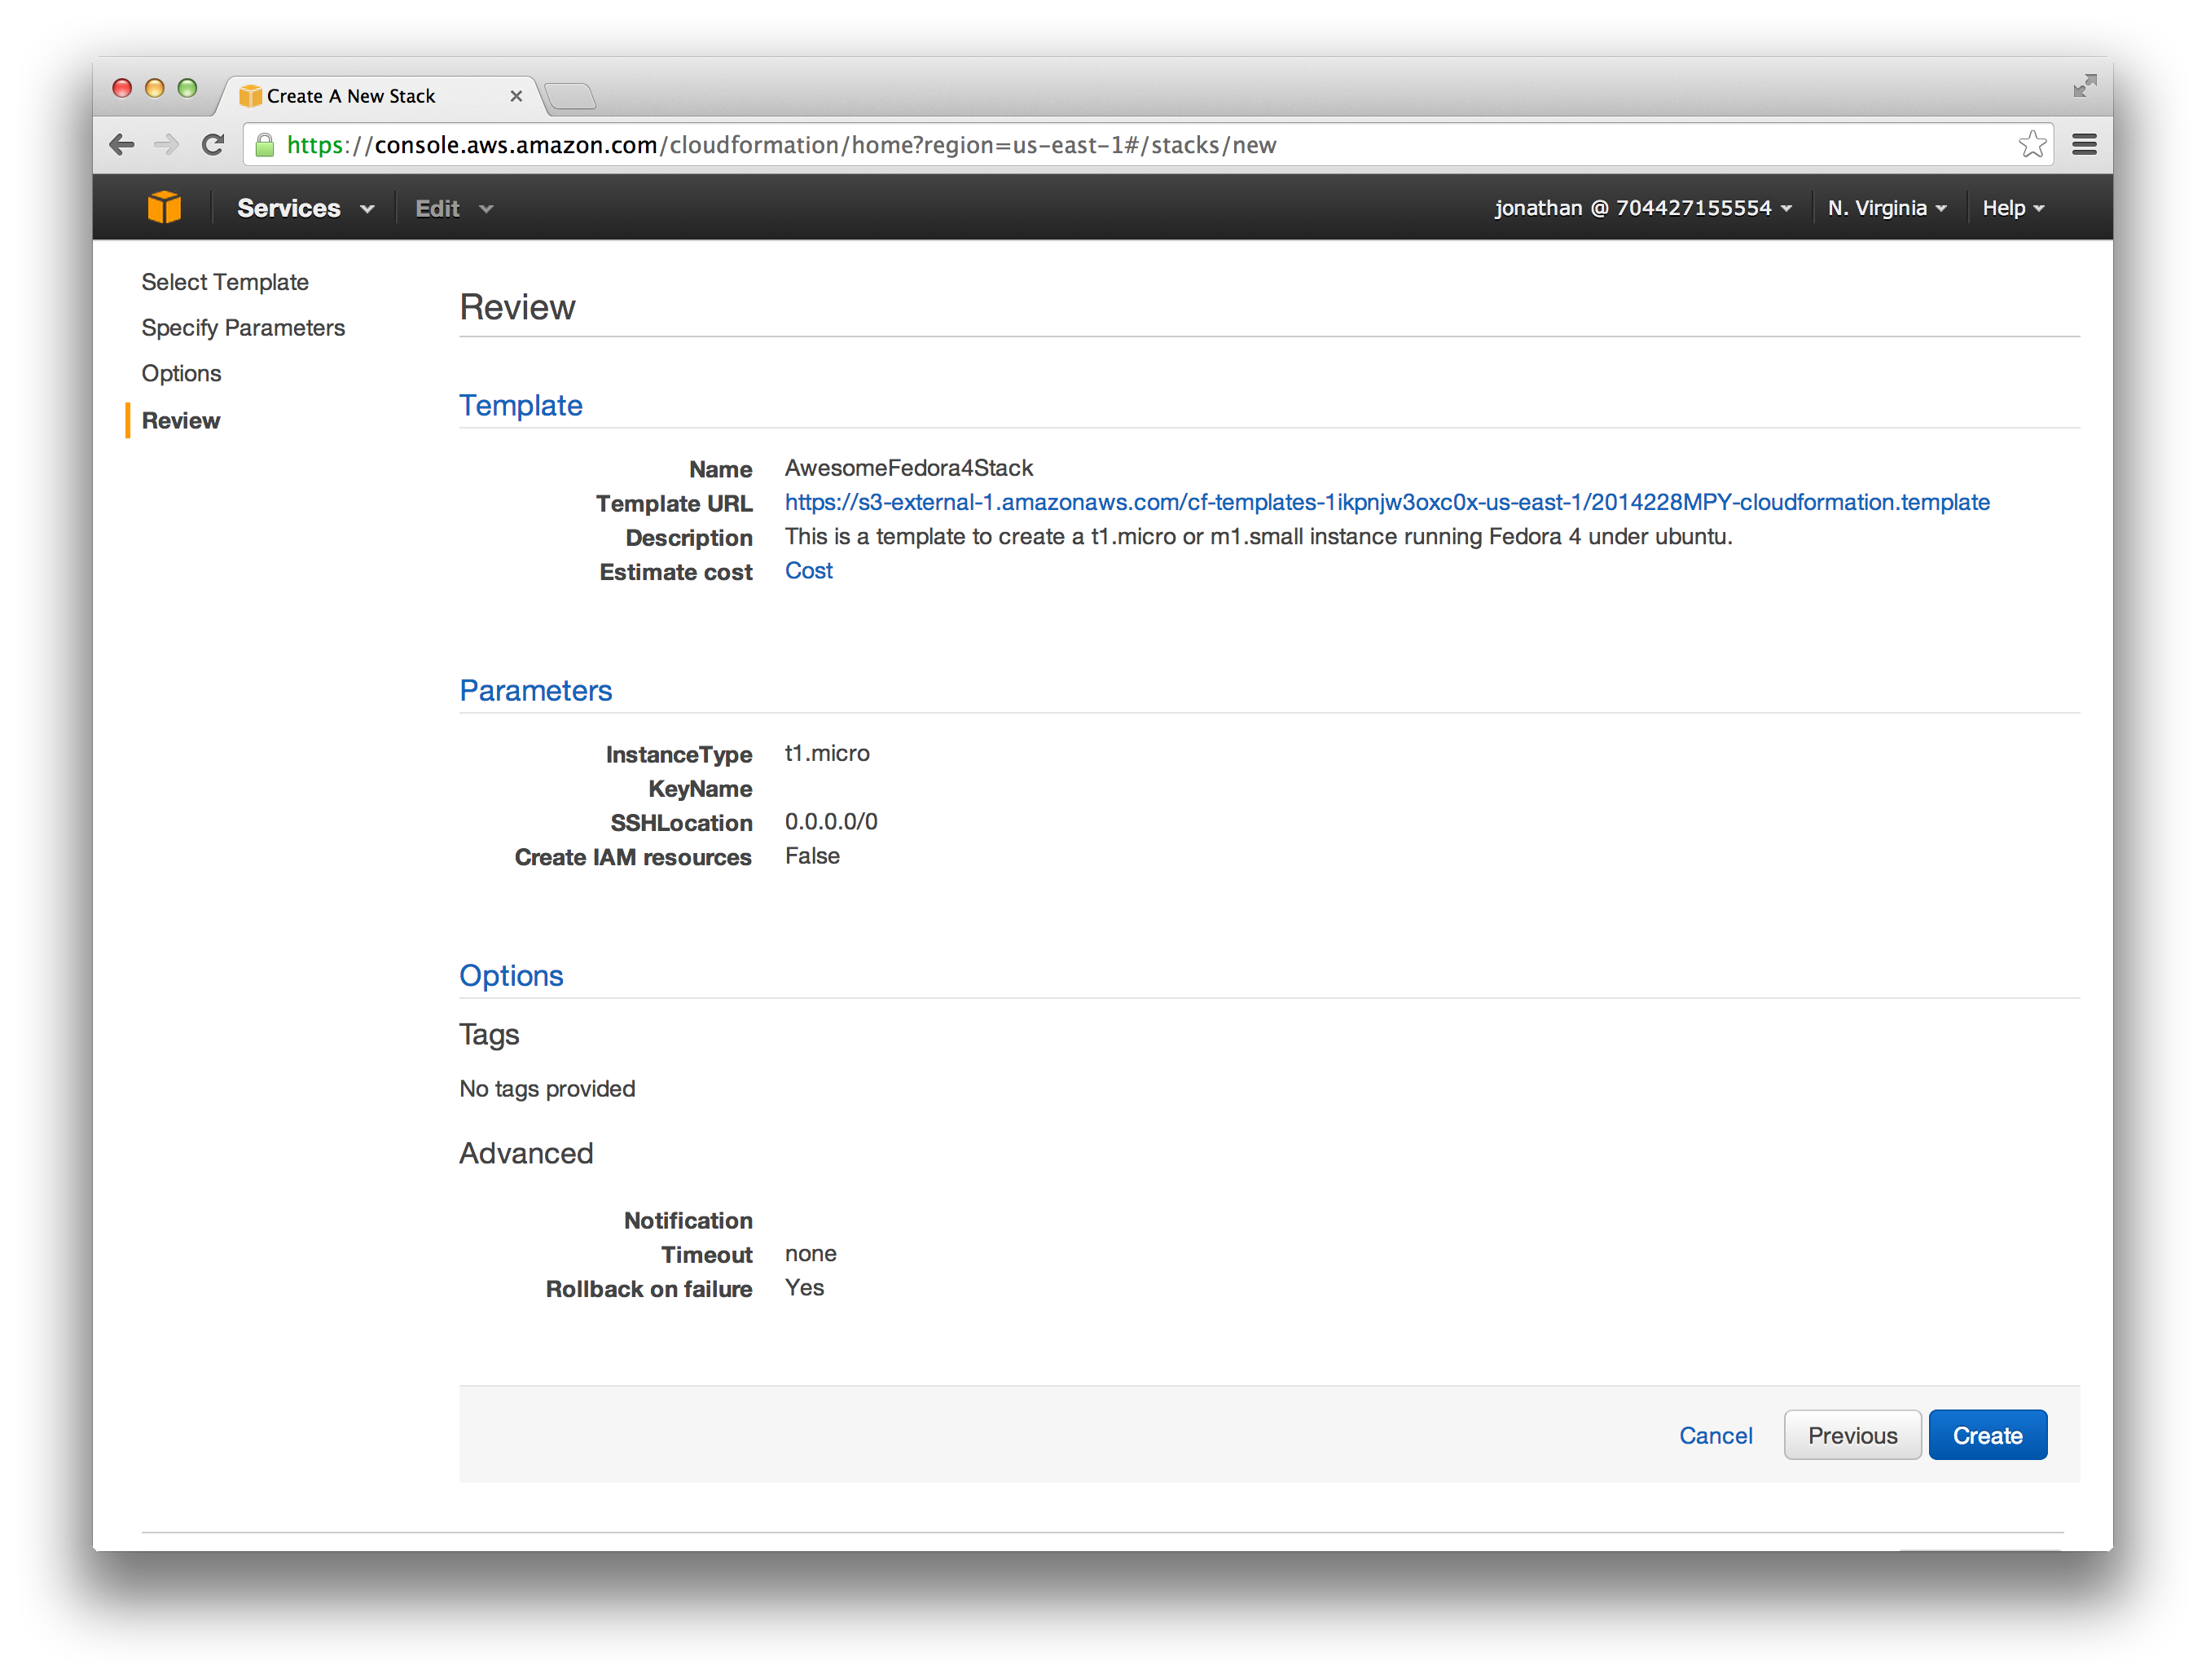 Create A New Stack
https://console.aws.amazon.com/cloudformation/home?region=us-east-1#/stacks/new
Services Edit jonathan @ 704427155554 N. Virginia Help
Select Template
Specify Parameters
Options
Review
Review
Template
Name AwesomeFedora4Stack
Template URL https://s3-external-1.amazonaws.com/cf-templates-1ikpnjw3oxc0x-us-east-1/2014228MPY-cloudformation.template
Description This is a template to create a t1.micro or m1.small instance running Fedora 4 under ubuntu.
Estimate cost Cost
Parameters
InstanceType t1.micro
KeyName
SSHLocation 0.0.0.0/0
Create IAM resources False
Options
Tags
No tags provided
Advanced
Notification
Timeout none
Rollback on failure Yes
Cancel Previous Create